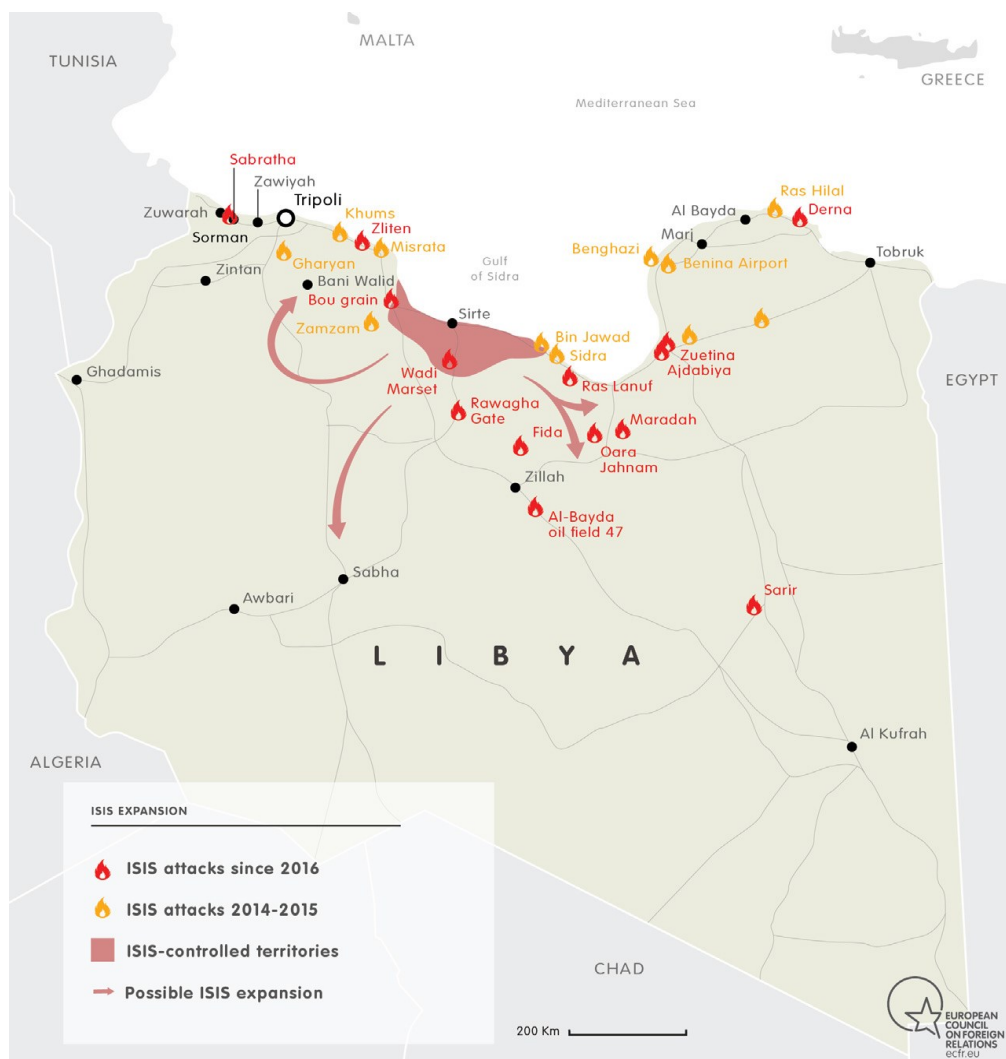 MALTA
TUNISIA
GREECE
Mediterranean Sea
Sabratha
Zawiyah
Ras Hilal
Tripoli
Zuwarah
Al Bayda
Derna
Khums
Zliten
Sorman
Marj
Misrata
Benghazi
Tobruk
Gulf
of Sidra
Gharyan
Benina Airport
Zintan
Bani Walid
Bou grain
Sirte
Zamzam
Bin Jawad
Sidra
Zuetina
Ajdabiya
Wadi
Marset
Ghadamis
EGYPT
Ras Lanuf
Rawagha
Gate
Maradah
Fida
Oara
Jahnam
Zillah
Al-Bayda
oil field 47
Sabha
Sarir
Awbari
LIBYA
Al Kufrah
ALGERIA
ISIS EXPANSION
ISIS attacks since 2016
ISIS attacks 2014-2015
ISIS-controlled territories
Possible ISIS expansion
CHAD
200 Km
EUROPEAN
COUNCIL
ON FOREIGN
RELATIONS
ecfr.eu